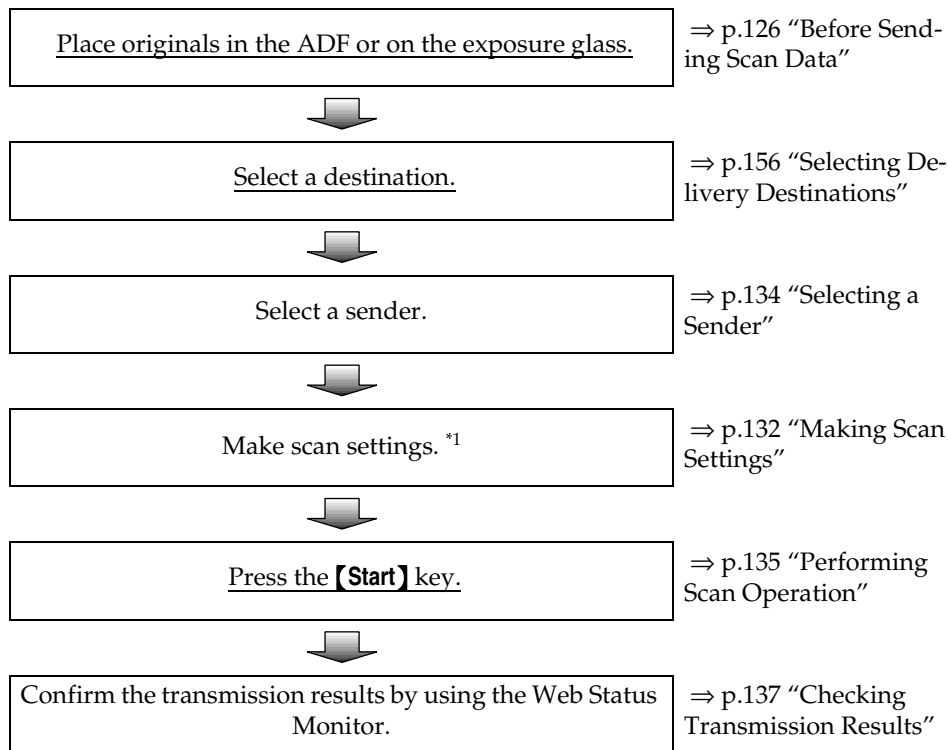 Place originals in the ADF or on the exposure glass.
⇒ p.126 “Before Send-
ing Scan Data”
Select a destination.
⇒ p.156 “Selecting De-
livery Destinations”
Select a sender.
⇒ p.134 “Selecting a
Sender”
Make scan settings. *1
⇒ p.132 “Making Scan
Settings”
Press the 【Start】 key.
⇒ p.135 “Performing
Scan Operation”
Confirm the transmission results by using the Web Status
Monitor.
⇒ p.137 “Checking
Transmission Results”